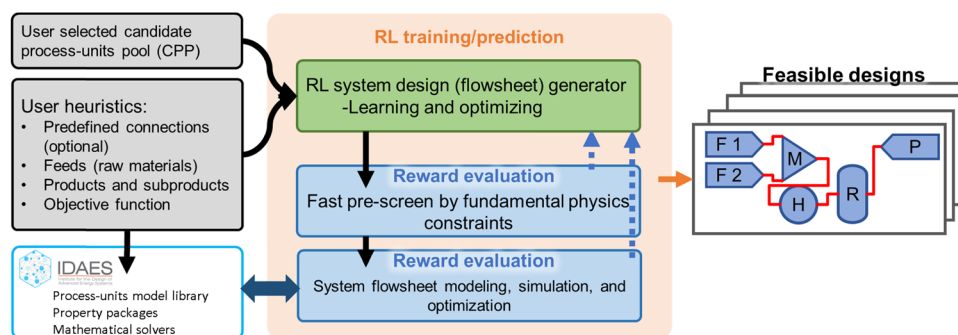 User selected candidate
process-units pool (CPP)
User heuristics:
• Predefined connections
(optional)
• Feeds (raw materials)
• Products and subproducts
• Objective function
IDAES
Institute for the Design of
Advanced Energy Systems
Process-units model library
Property packages
Mathematical solvers
RL training/prediction
RL system design (flowsheet) generator
-Learning and optimizing
Reward evaluation
Fast pre-screen by fundamental physics
constraints
Reward evaluation
System flowsheet modeling, simulation, and
optimization
Feasible designs
F 1
F 2
M
H
R
P